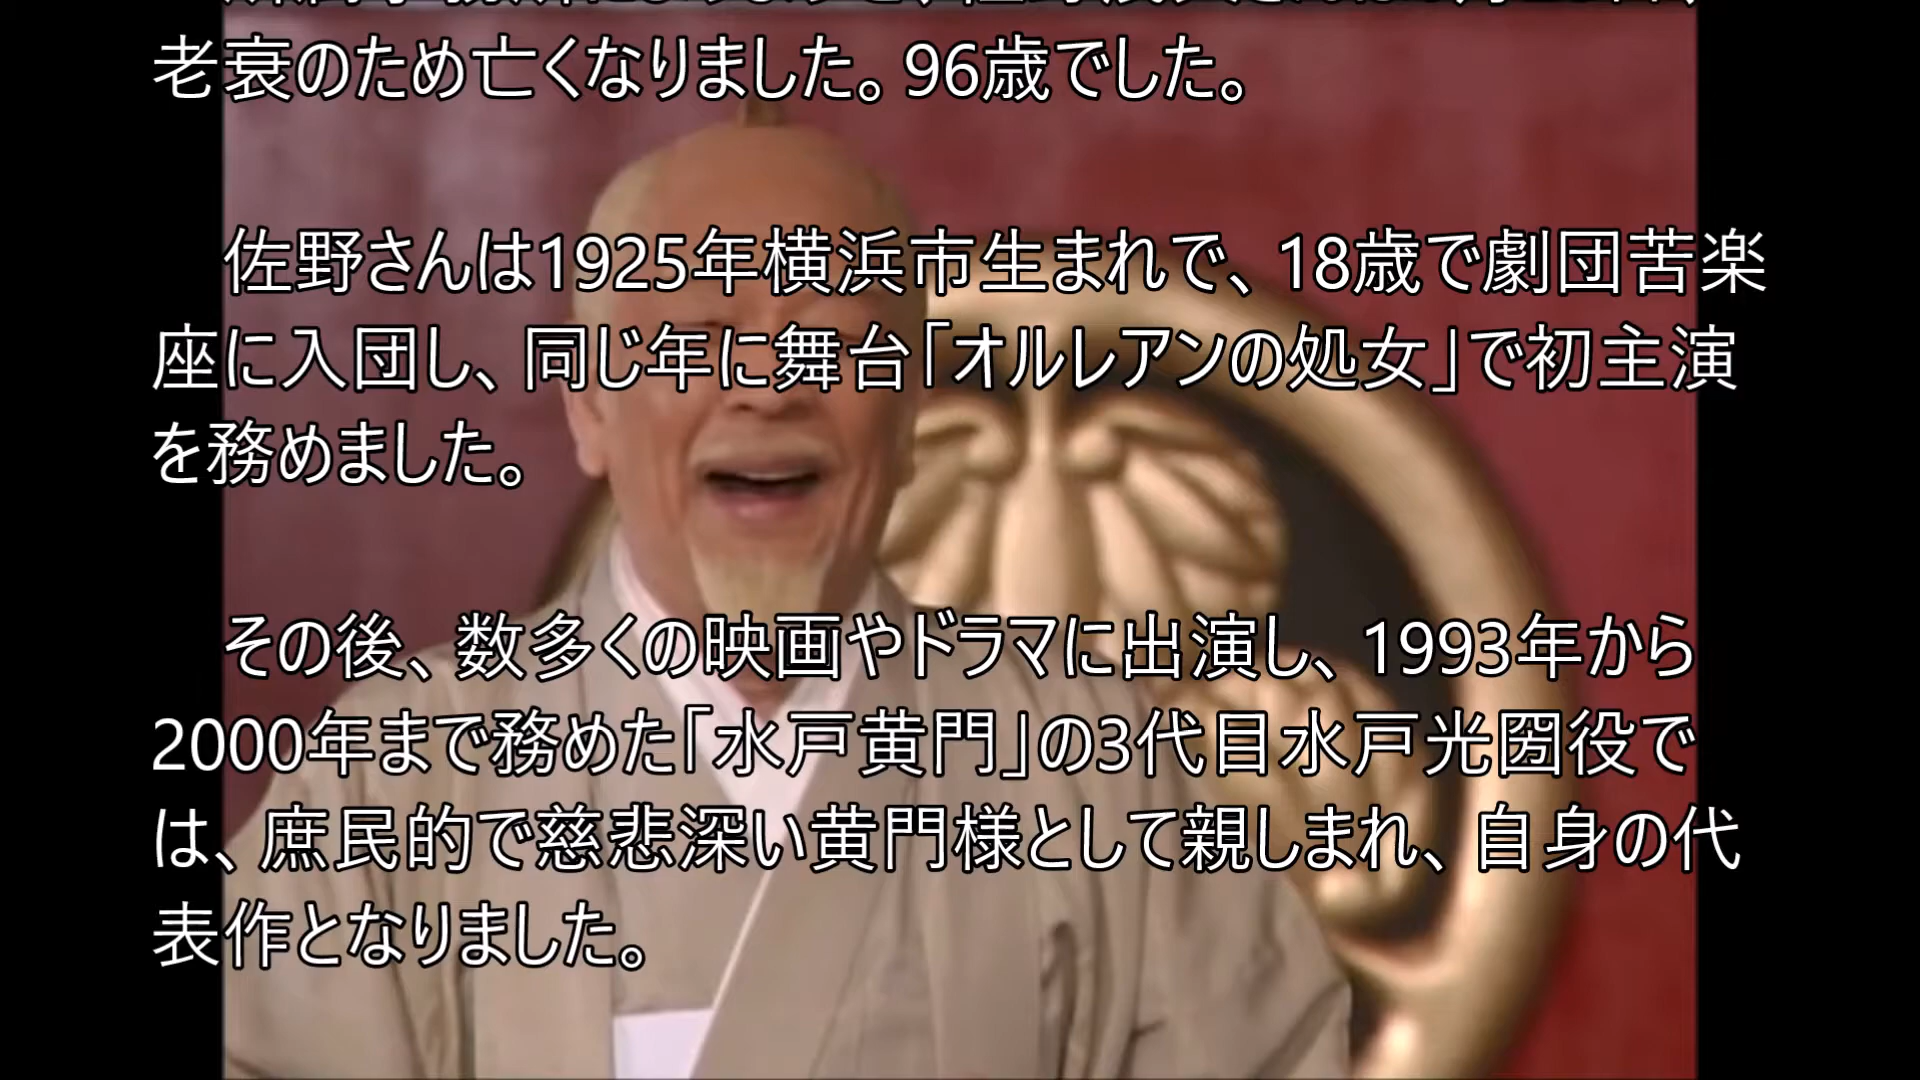 老衰のため亡くなりました。96歳でした。
佐野さんは1925年横浜市生まれで、18歳で劇団苦楽
座に入団し、同じ年に舞台「オルレアンの処女」で初主演
を務めました。
その後、数多くの映画やドラマに出演し、1993年から
2000年まで務めた「水戸黄門」の3代目水戸光圀役で
は、庶民的で慈悲深い黄門様として親しまれ、自身の代
表作となりました。